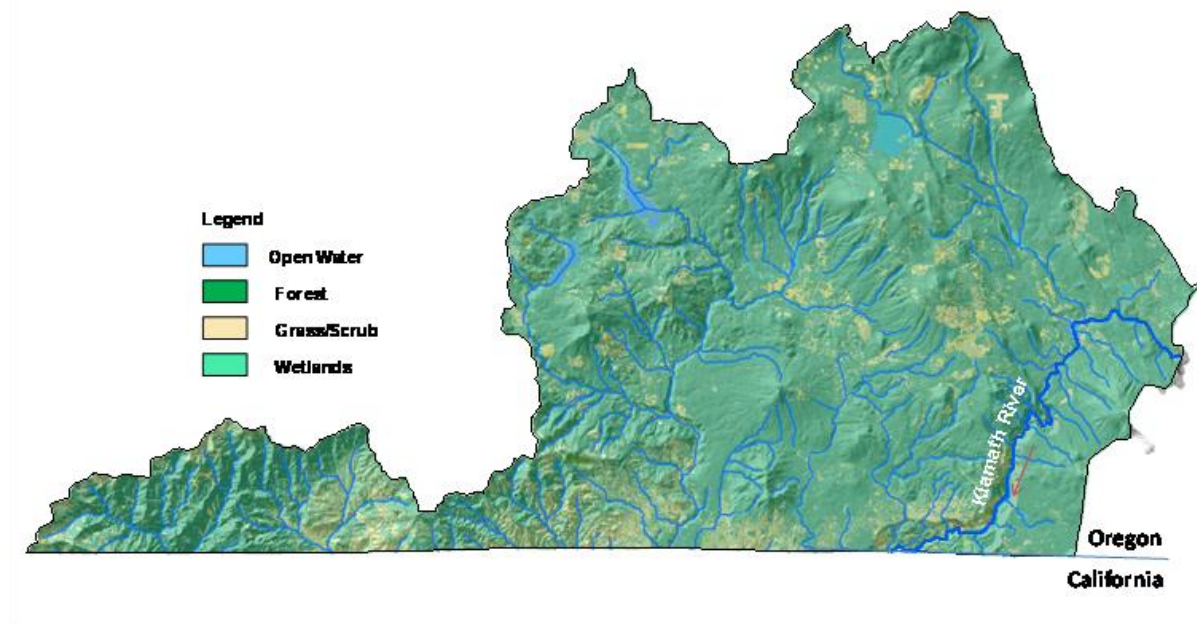 Legend
Open Water
Forest
Grass/Scrub
Wetlands
Klamath River
Oregon
California